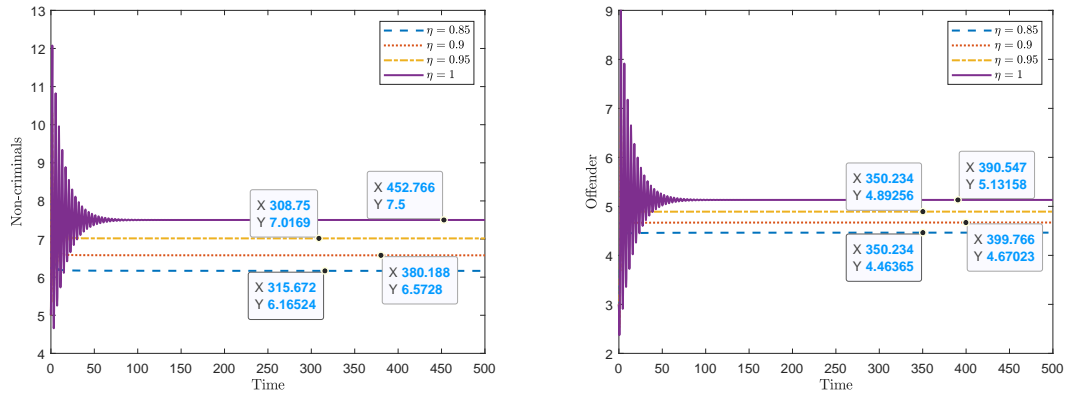 13
12
11
10
9
8
7
6
5
4
Non-criminals
0 50 100 150 200 250 300 350 400 450 500
Time
η = 0.85
η = 0.9
η = 0.95
η = 1
X 308.75
Y 7.0169
X 452.766
Y 7.5
X 315.672
Y 6.16524
X 380.188
Y 6.5728
9
8
7
6
5
4
3
2
Offender
0 50 100 150 200 250 300 350 400 450 500
Time
η = 0.85
η = 0.9
η = 0.95
η = 1
X 350.234
Y 4.89256
X 390.547
Y 5.13158
X 350.234
Y 4.46365
X 399.766
Y 4.67023